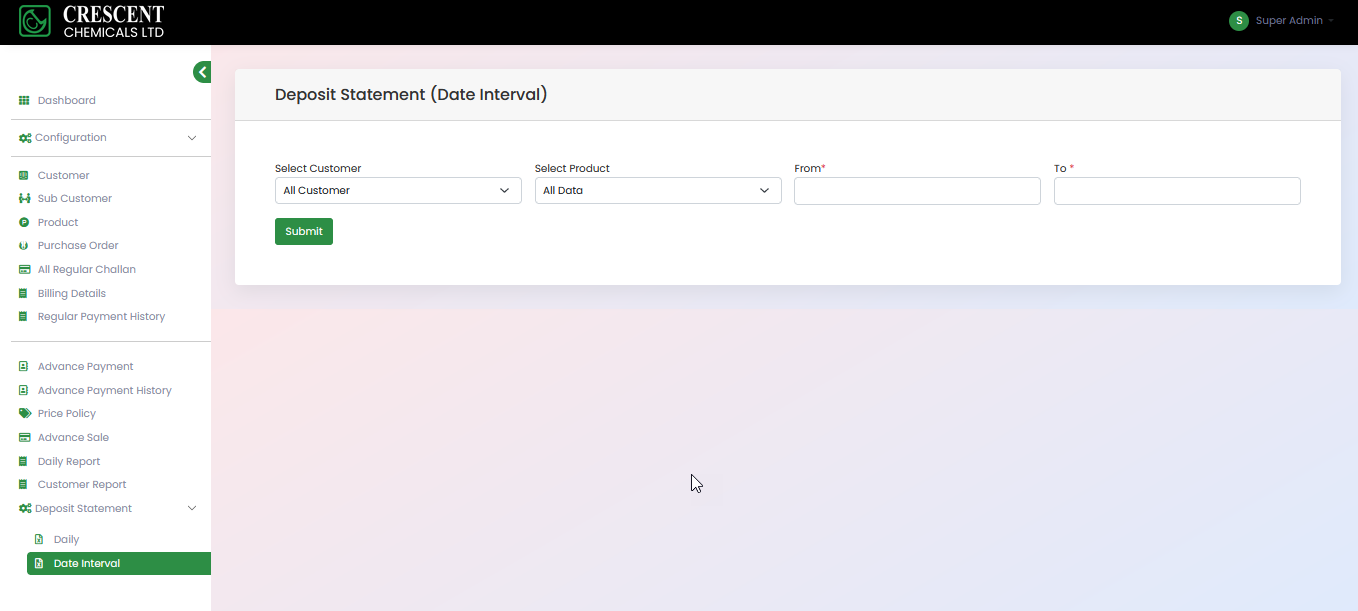 CRESCENT
CHEMICALS LTD
S Super Admin
Dashboard
Configuration
Customer
Sub Customer
Product
Purchase Order
All Regular Challan
Billing Details
Regular Payment History
Advance Payment
Advance Payment History
Price Policy
Advance Sale
Daily Report
Customer Report
Deposit Statement
Daily
Date Interval
Deposit Statement (Date Interval)
Select Customer Select Product From* To *
All Customer All Data
Submit